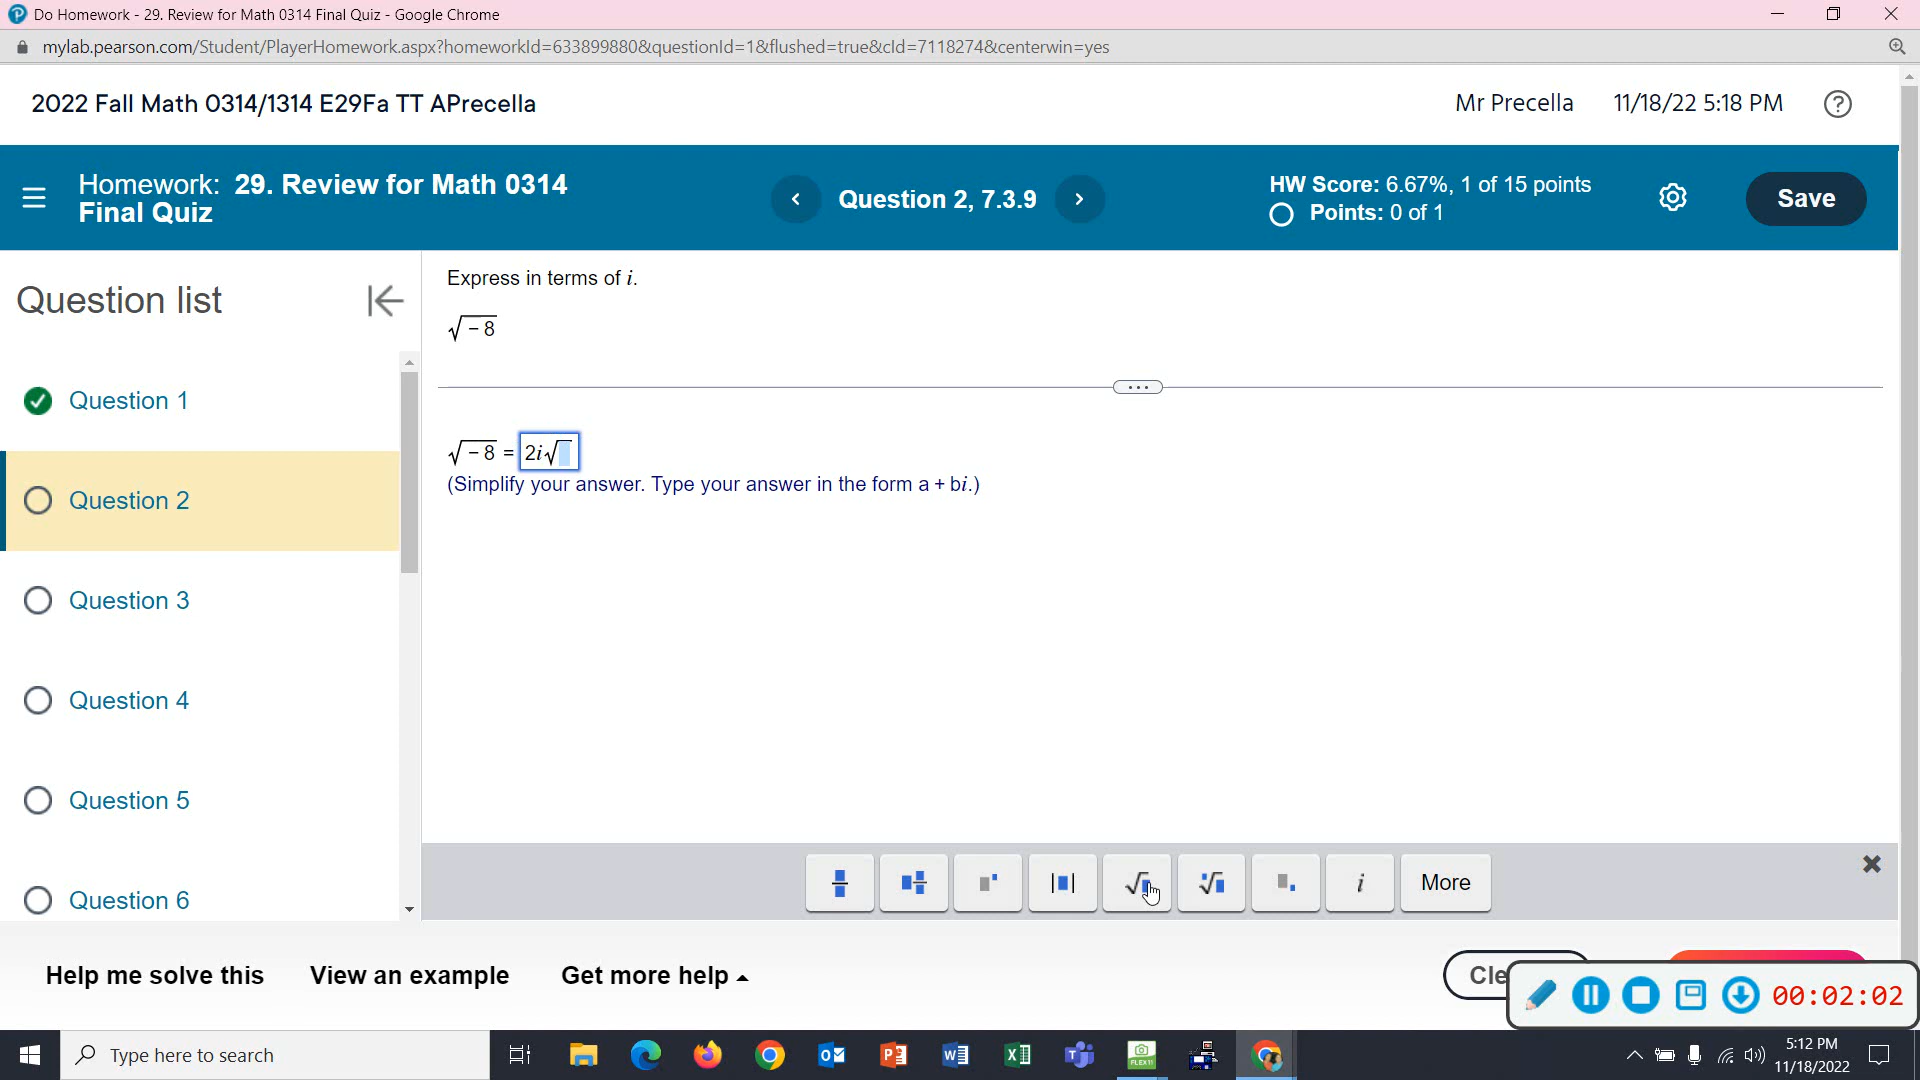 Do Homework - 29. Review for Math 0314 Final Quiz - Google Chrome
mylab.pearson.com/Student/PlayerHomework.aspx?homeworkId=633899880&questionId=1&flushed=true&cId=7118274&centerwin=yes
2022 Fall Math 0314/1314 E29Fa TT APrecella
Mr Precella 11/18/22 5:18 PM
Homework: 29. Review for Math 0314
Final Quiz
Question 2, 7.3.9
HW Score: 6.67%, 1 of 15 points
Points: 0 of 1
Save
Question list
Question 1
Question 2
Question 3
Question 4
Question 5
Question 6
Express in terms of i.
√-8
√-8 = 2i√
(Simplify your answer. Type your answer in the form a + bi.)
i
More
Help me solve this
View an example
Get more help
Cle
00:02:02
Type here to search
FLEX11
5:12 PM
11/18/2022